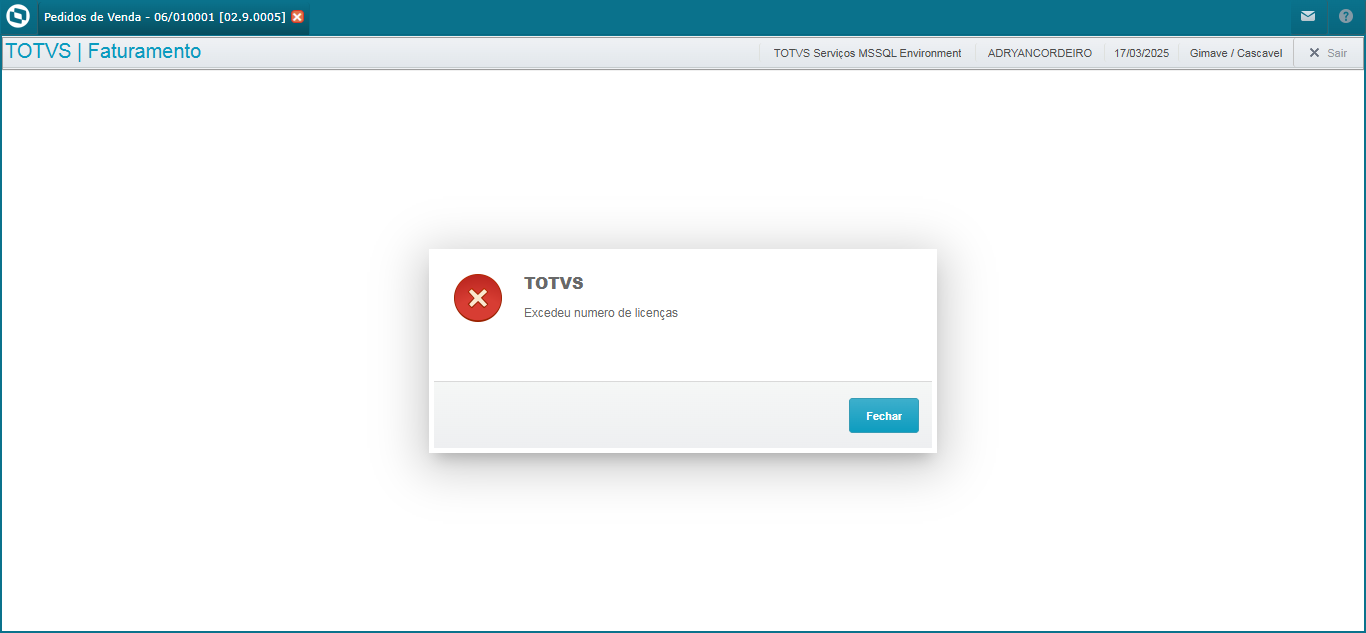 Pedidos de Venda - 06/010001 [02.9.0005]
TOTVS | Faturamento
TOTVS Serviços MSSQL Environment
ADRYANCORDEIRO
17/03/2025
Gimave / Cascavel
Sair
TOTVS
Excedeu numero de licenças
Fechar